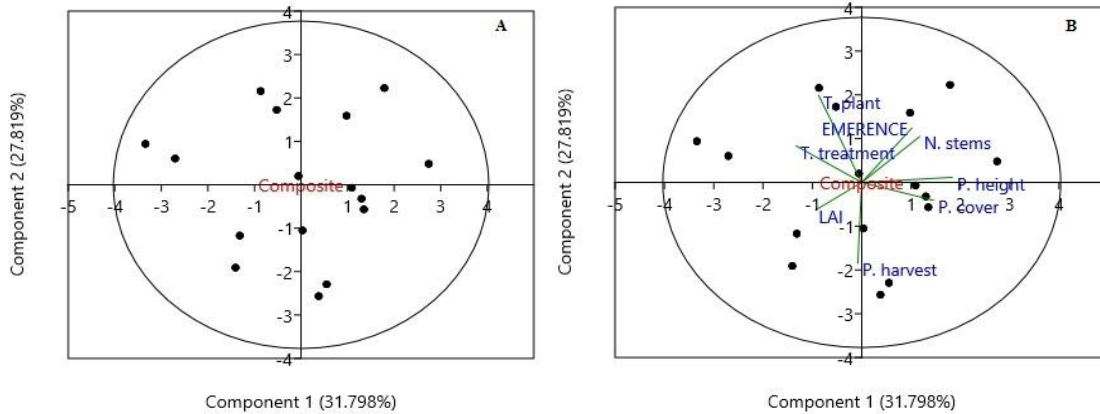 A
4
3
2
1
Composite
-5
-4
-3
-2
-1
1
2
3
4
-1
-2
-3
-4
Component 2 (27.819%)
Component 1 (31.798%)
B
4
3
2
1
T. plant
EMERENCE
N. stems
T. treatment
Composite
P. height
P. cover
LAI
P. harvest
-5
-4
-3
-2
-1
1
2
3
4
-1
-2
-3
-4
Component 2 (27.819%)
Component 1 (31.798%)